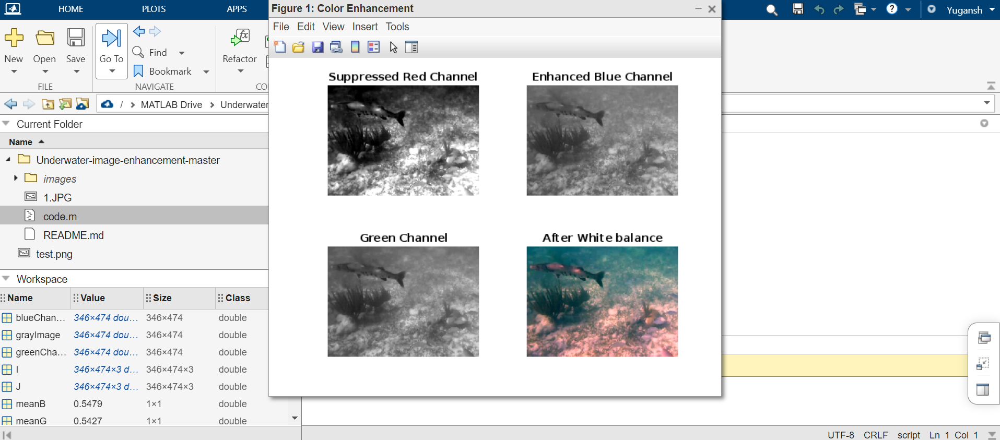 HOME PLOTS APPS
Figure 1: Color Enhancement
Yugansh
File Edit View Insert Tools
New Open Save
Go To
Find
Bookmark
Refactor
FILE NAVIGATE
/ MATLAB Drive Underwater
Current Folder
Name
Underwater-image-enhancement-master
images
1.JPG
code.m
README.md
test.png
Workspace
Name Value Size Class
blueChan... 346×474 dou... 346×474 double
grayImage 346×474 dou... 346×474 double
greenCha... 346×474 dou... 346×474 double
I 346×474×3 d... 346×474×3 double
J 346×474×3 d... 346×474×3 double
meanB 0.5479 1×1 double
meanG 0.5427 1×1 double
Suppressed Red Channel
Enhanced Blue Channel
Green Channel
After White balance
UTF-8 CRLF script Ln 1 Col 1